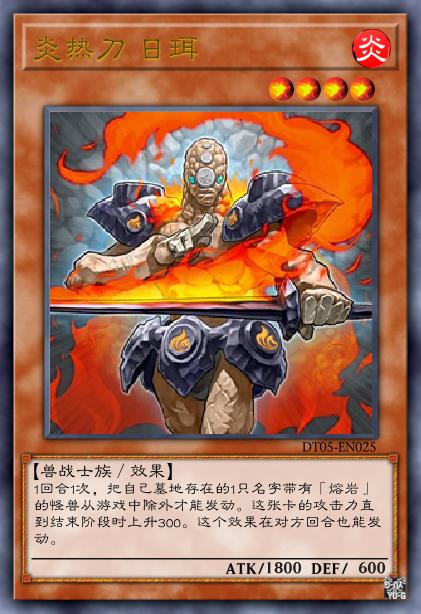 炎热刀 日珥
炎
DT05-EN025
【兽战士族／效果】
1回合1次，把自己墓地存在的1只名字带有「熔岩」
的怪兽从游戏中除外才能发动。这张卡的攻击力直
到结束阶段时上升300。这个效果在对方回合也能发
动。
ATK/1800 DEF/ 600